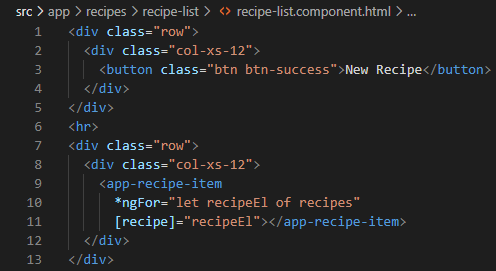 src > app > recipes > recipe-list > <> recipe-list.component.html > ...
1 <div class="row">
2 <div class="col-xs-12">
3 <button class="btn btn-success">New Recipe</button>
4 </div>
5 </div>
6 <hr>
7 <div class="row">
8 <div class="col-xs-12">
9 <app-recipe-item
10 *ngFor="let recipeEl of recipes"
11 [recipe]="recipeEl"></app-recipe-item>
12 </div>
13 </div>